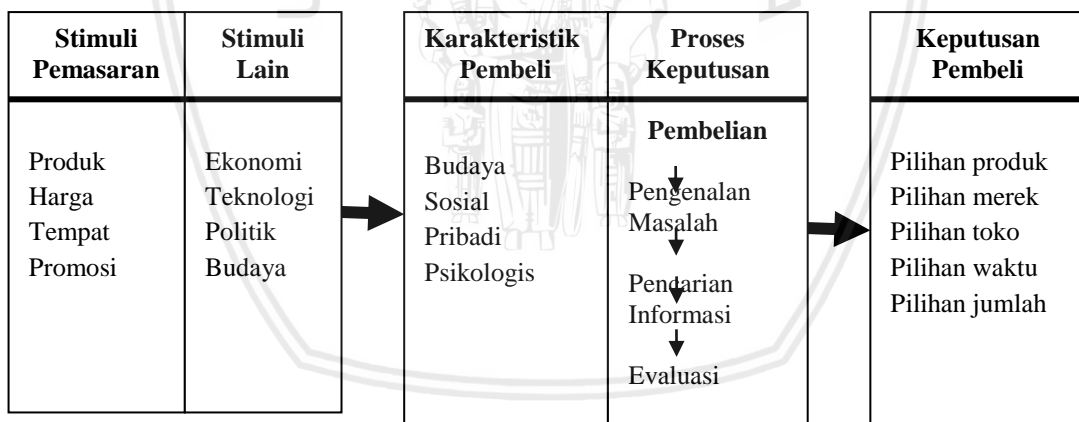 Stimuli
Pemasaran
Produk
Harga
Tempat
Promosi
Stimuli
Lain
Ekonomi
Teknologi
Politik
Budaya
Karakteristik
Pembeli
Budaya
Sosial
Pribadi
Psikologis
Proses
Keputusan
Pembelian
Pengenalan
Masalah
Pencarian
Informasi
Evaluasi
Keputusan
Pembeli
Pilihan produk
Pilihan merek
Pilihan toko
Pilihan waktu
Pilihan jumlah